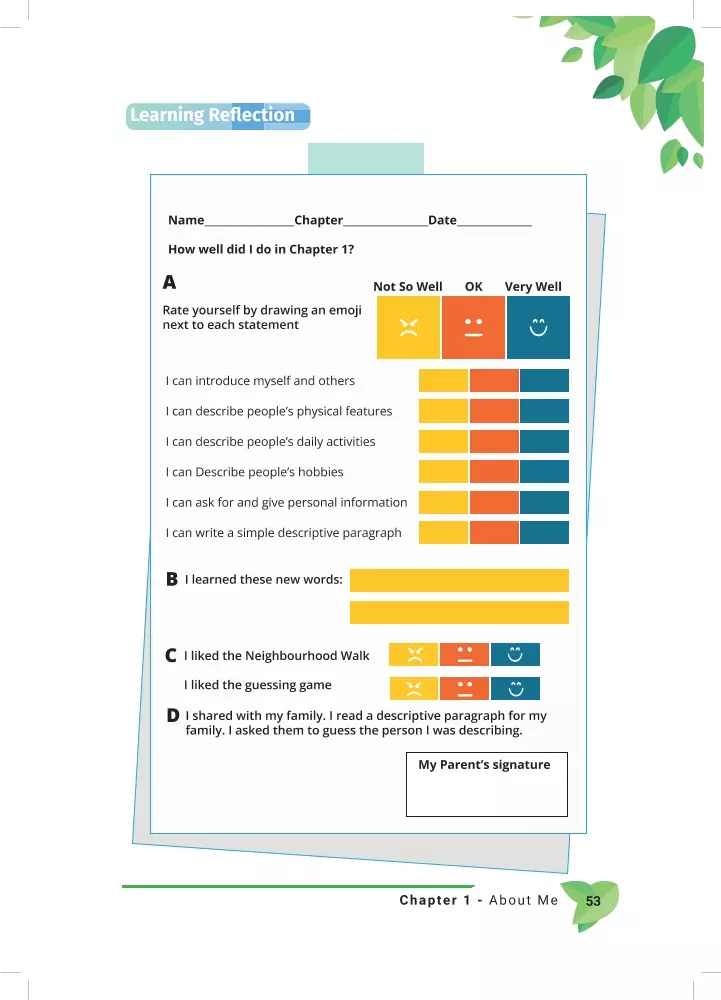 Learning Reflection
Name_______________Chapter_______________Date_____________
How well did I do in Chapter 1?
A
Not So Well OK Very Well
Rate yourself by drawing an emoji
next to each statement
I can introduce myself and others
I can describe people's physical features
I can describe people's daily activities
I can Describe people's hobbies
I can ask for and give personal information
I can write a simple descriptive paragraph
B I learned these new words:
C I liked the Neighbourhood Walk
I liked the guessing game
D I shared with my family. I read a descriptive paragraph for my
family. I asked them to guess the person I was describing.
My Parent's signature
Chapter 1 - About Me 53